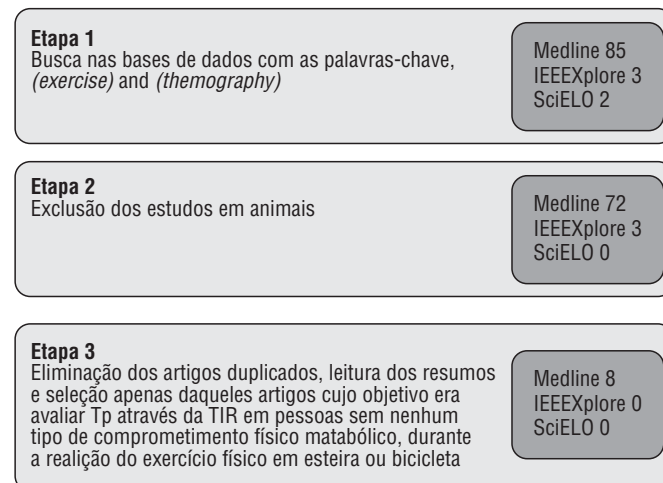 Etapa 1
Busca nas bases de dados com as palavras-chave,
(exercise) and (themography)
Medline 85
IEEEXplore 3
SciELO 2
Etapa 2
Exclusão dos estudos em animais
Medline 72
IEEEXplore 3
SciELO 0
Etapa 3
Eliminação dos artigos duplicados, leitura dos resumos
e seleção apenas daqueles artigos cujo objetivo era
avaliar Tp através da TIR em pessoas sem nenhum
tipo de comprometimento físico matabólico, durante
a realição do exercício físico em esteira ou bicicleta
Medline 8
IEEEXplore 0
SciELO 0